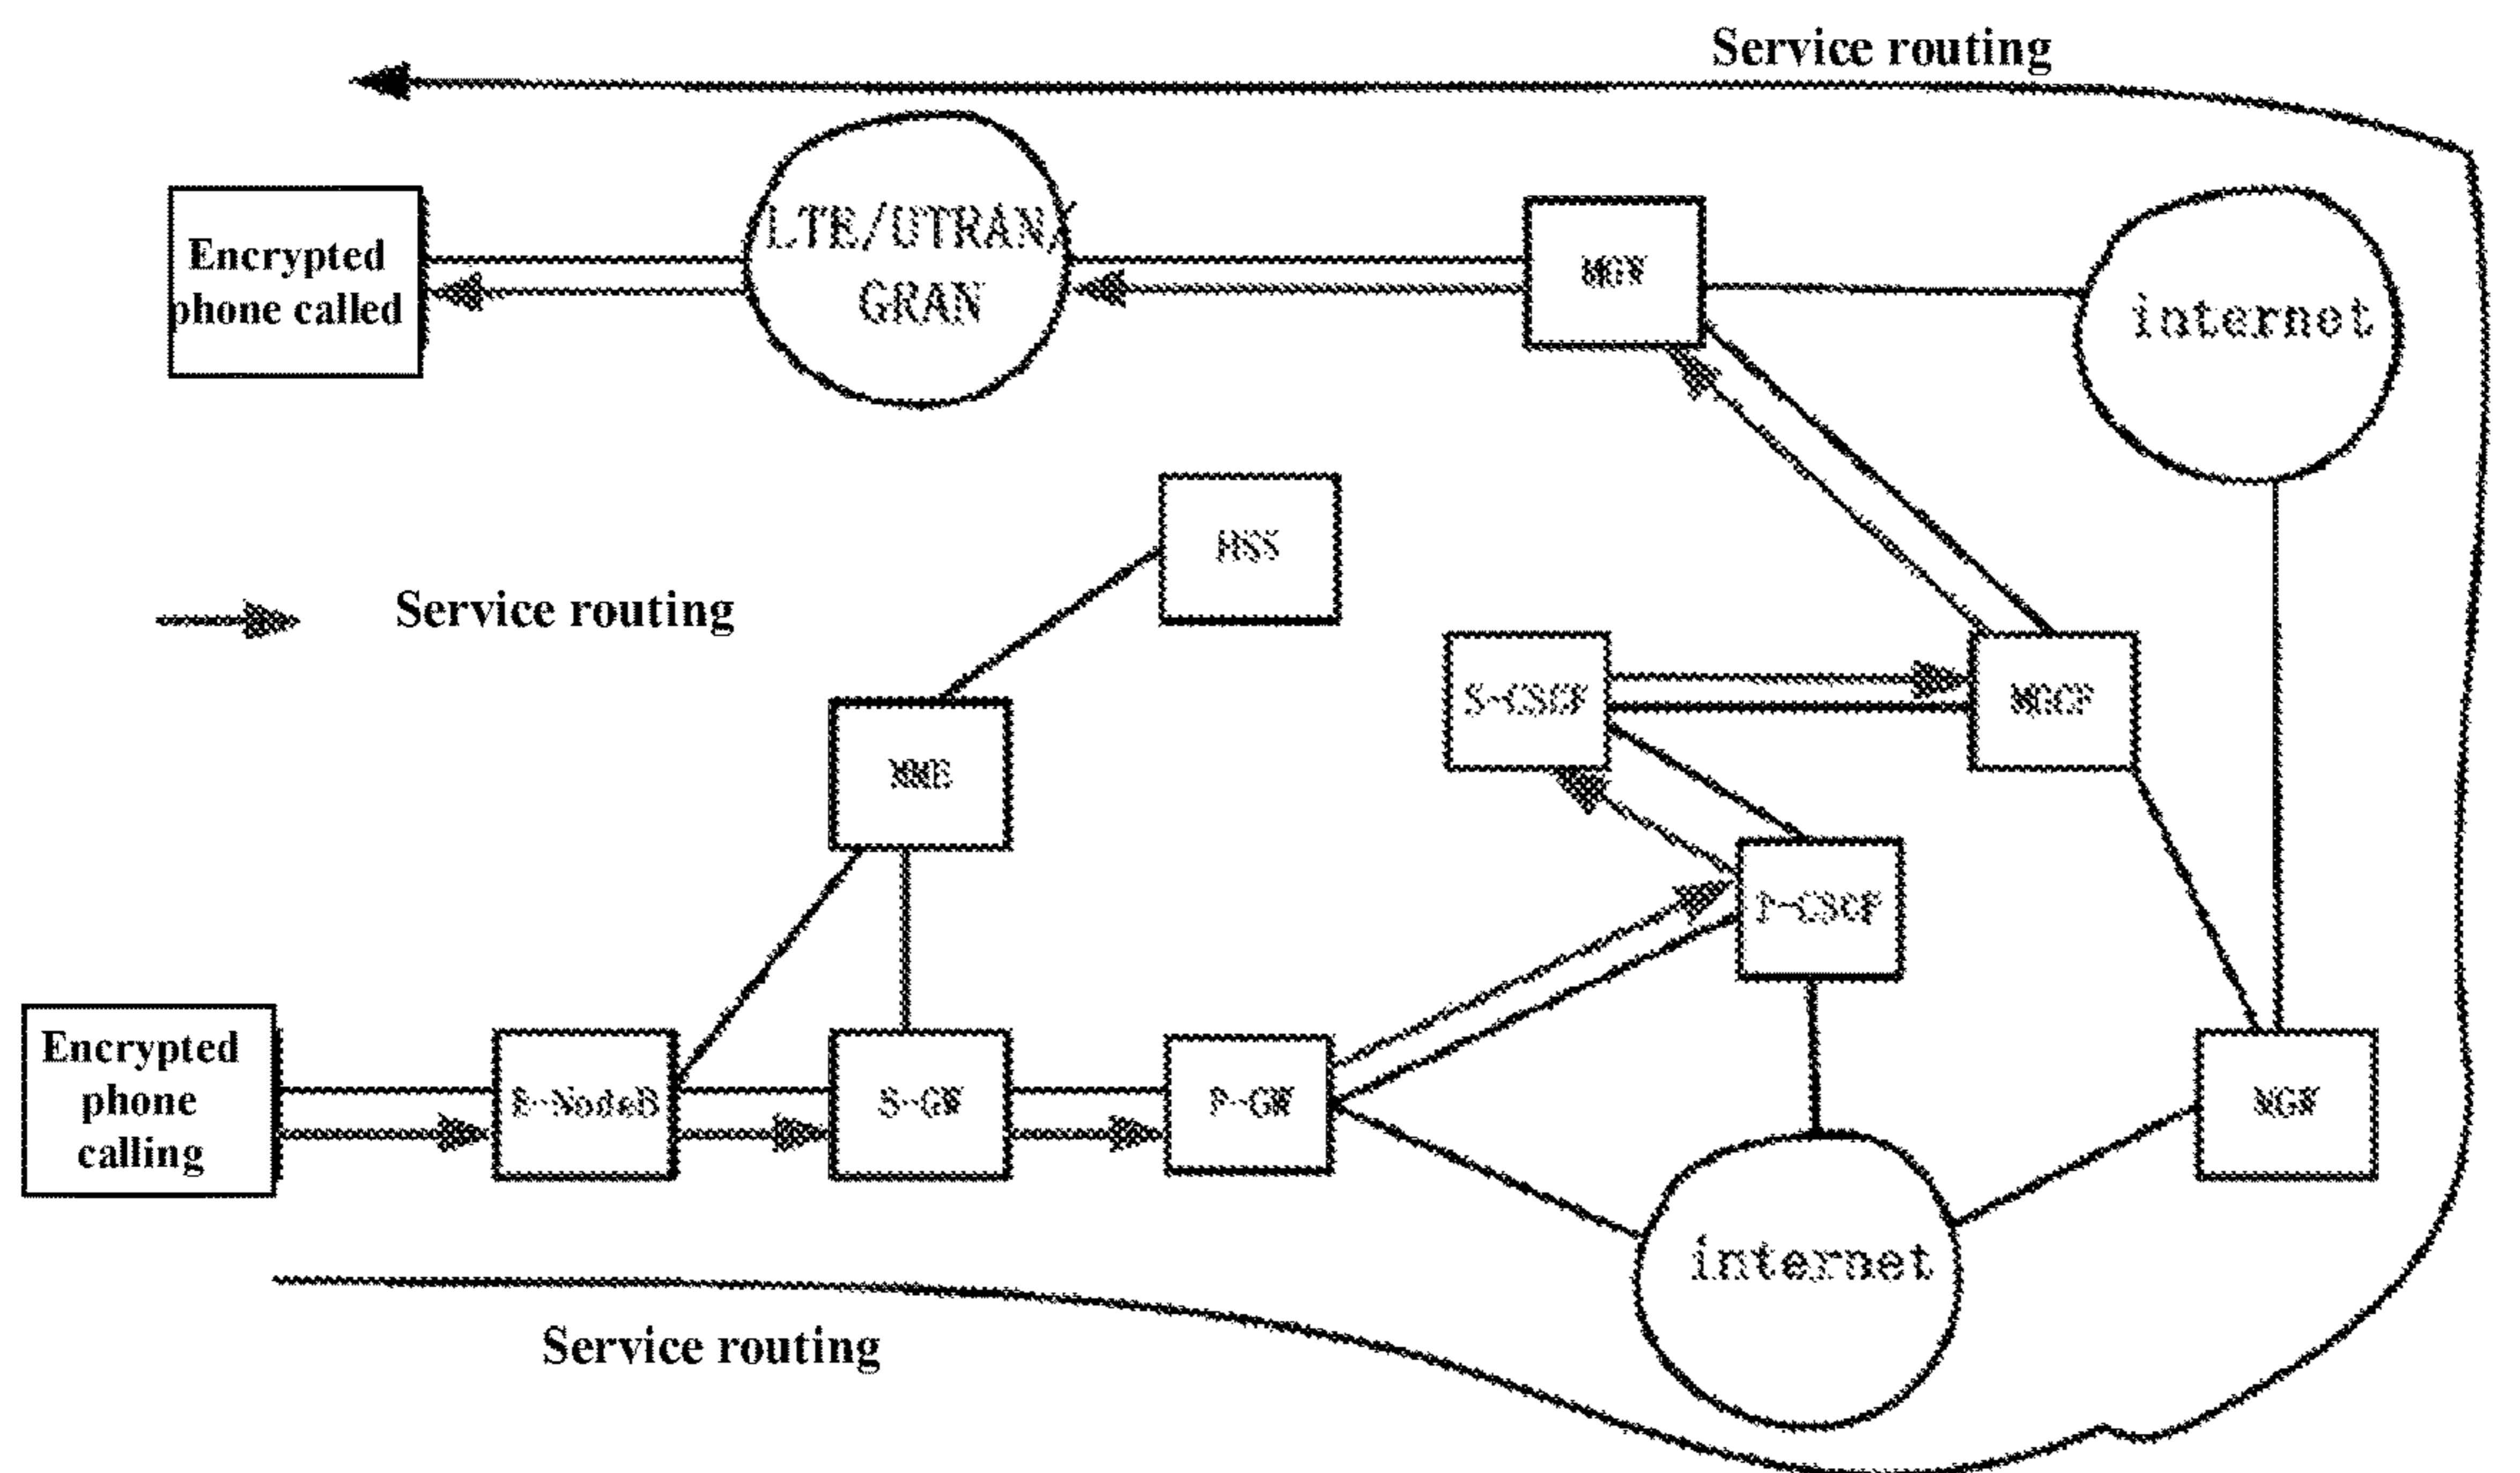 Service routing
Encrypted
phone called
LTE/UTRAN/
GRAN
MGW
internet
HSS
Service routing
S-CSCF
MGCF
MME
P-CSCF
Encrypted
phone
calling
E-NodeB
S-GW
P-GW
MGW
internet
Service routing